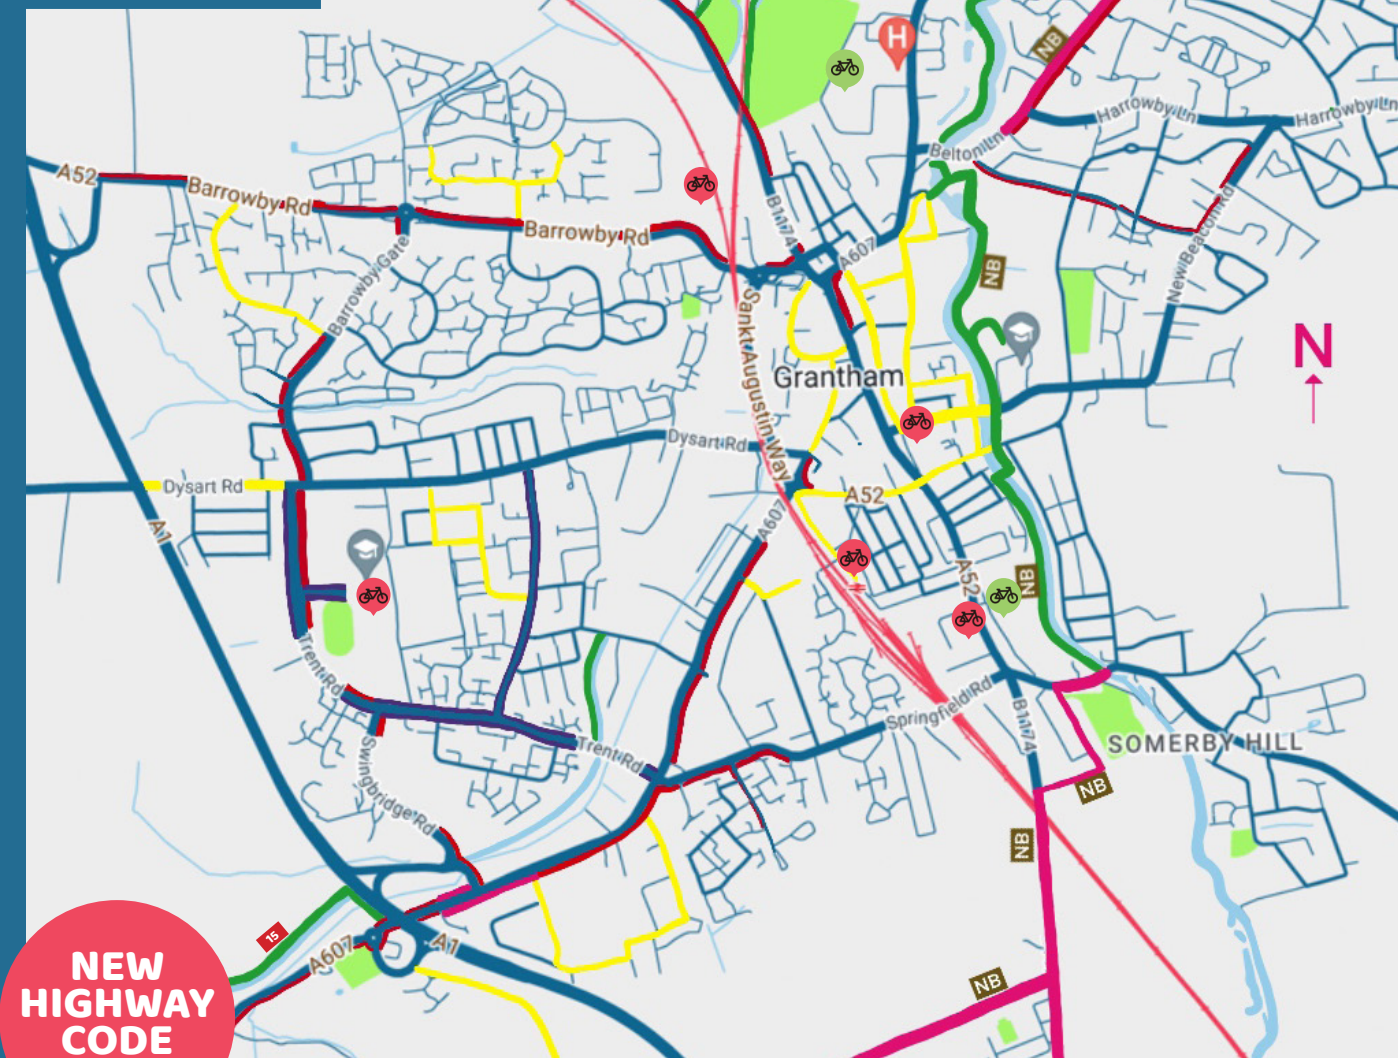 H
NB
Harrowby Ln
Harrowby Ln
Belton Ln
A52
Barrowby Rd
Barrowby Rd
B1174
A607
New Beacon Rd
NB
Barrowby Gate
Sankt Augustin Way
N
Grantham
Dysart Rd
Dysart Rd
A52
A1
A607
A52
NB
Trent Rd
Springfield Rd
B1174
SOMERBY HILL
Swingbridge Rd
Trent Rd
NB
NB
15
A607
A1
NB
NEW
HIGHWAY
CODE